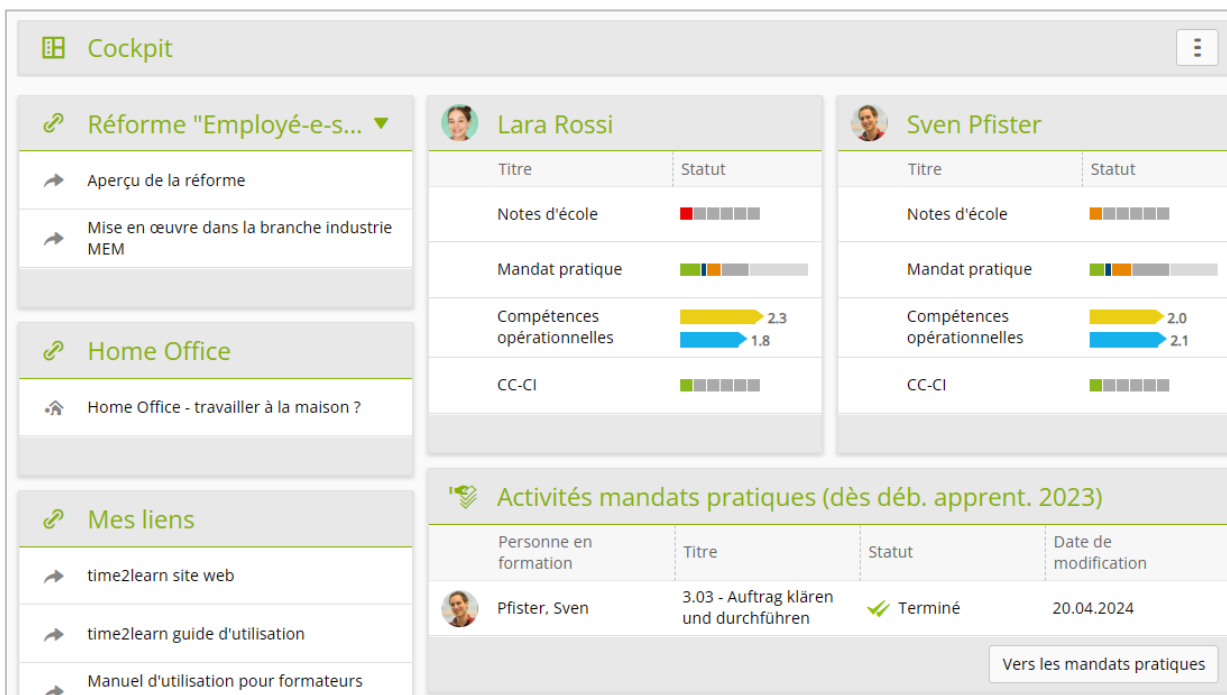 Cockpit
Réforme "Employé-e-s...
Aperçu de la réforme
Mise en œuvre dans la branche industrie
MEM
Home Office
Home Office - travailler à la maison ?
Mes liens
time2learn site web
time2learn guide d'utilisation
Manuel d'utilisation pour formateurs
Lara Rossi
Titre
Statut
Notes d'école
Mandat pratique
Compétences
opérationnelles
2.3
1.8
CC-CI
Sven Pfister
Titre
Statut
Notes d'école
Mandat pratique
Compétences
opérationnelles
2.0
2.1
CC-CI
Activités mandats pratiques (dès déb. apprent. 2023)
Personne en
formation
Titre
Statut
Date de
modification
Pfister, Sven
3.03 - Auftrag klären
und durchführen
Terminé
20.04.2024
Vers les mandats pratiques